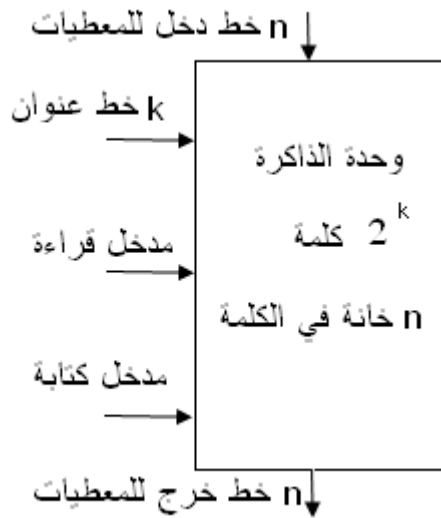 n خط دخل للمعطيات
k خط عنوان
وحدة الذاكرة
2^k كلمة
مدخل قراءة
n خانة في الكلمة
مدخل كتابة
n خط خرج للمعطيات